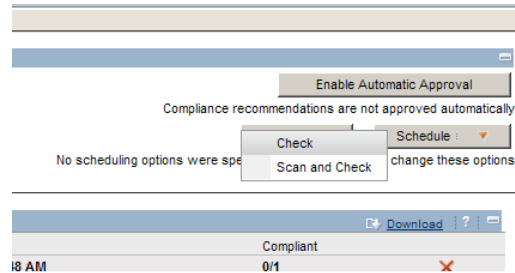 Enable Automatic Approval
Compliance recommendations are not approved automatically
Schedule
Check
No scheduling options were spe change these options
Scan and Check
Download ?
Compliant
48 AM 0/1